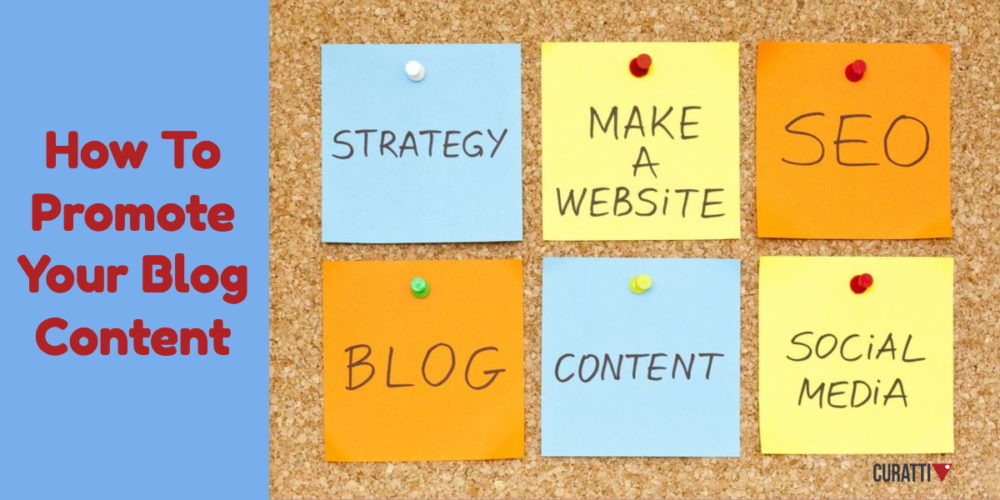 How To
Promote
Your Blog
Content
STRATEGY
MAKE
A
WEBSiTE
SEO
BLOG
CONTENT
SOCiAL
MEDiA
CURATTI